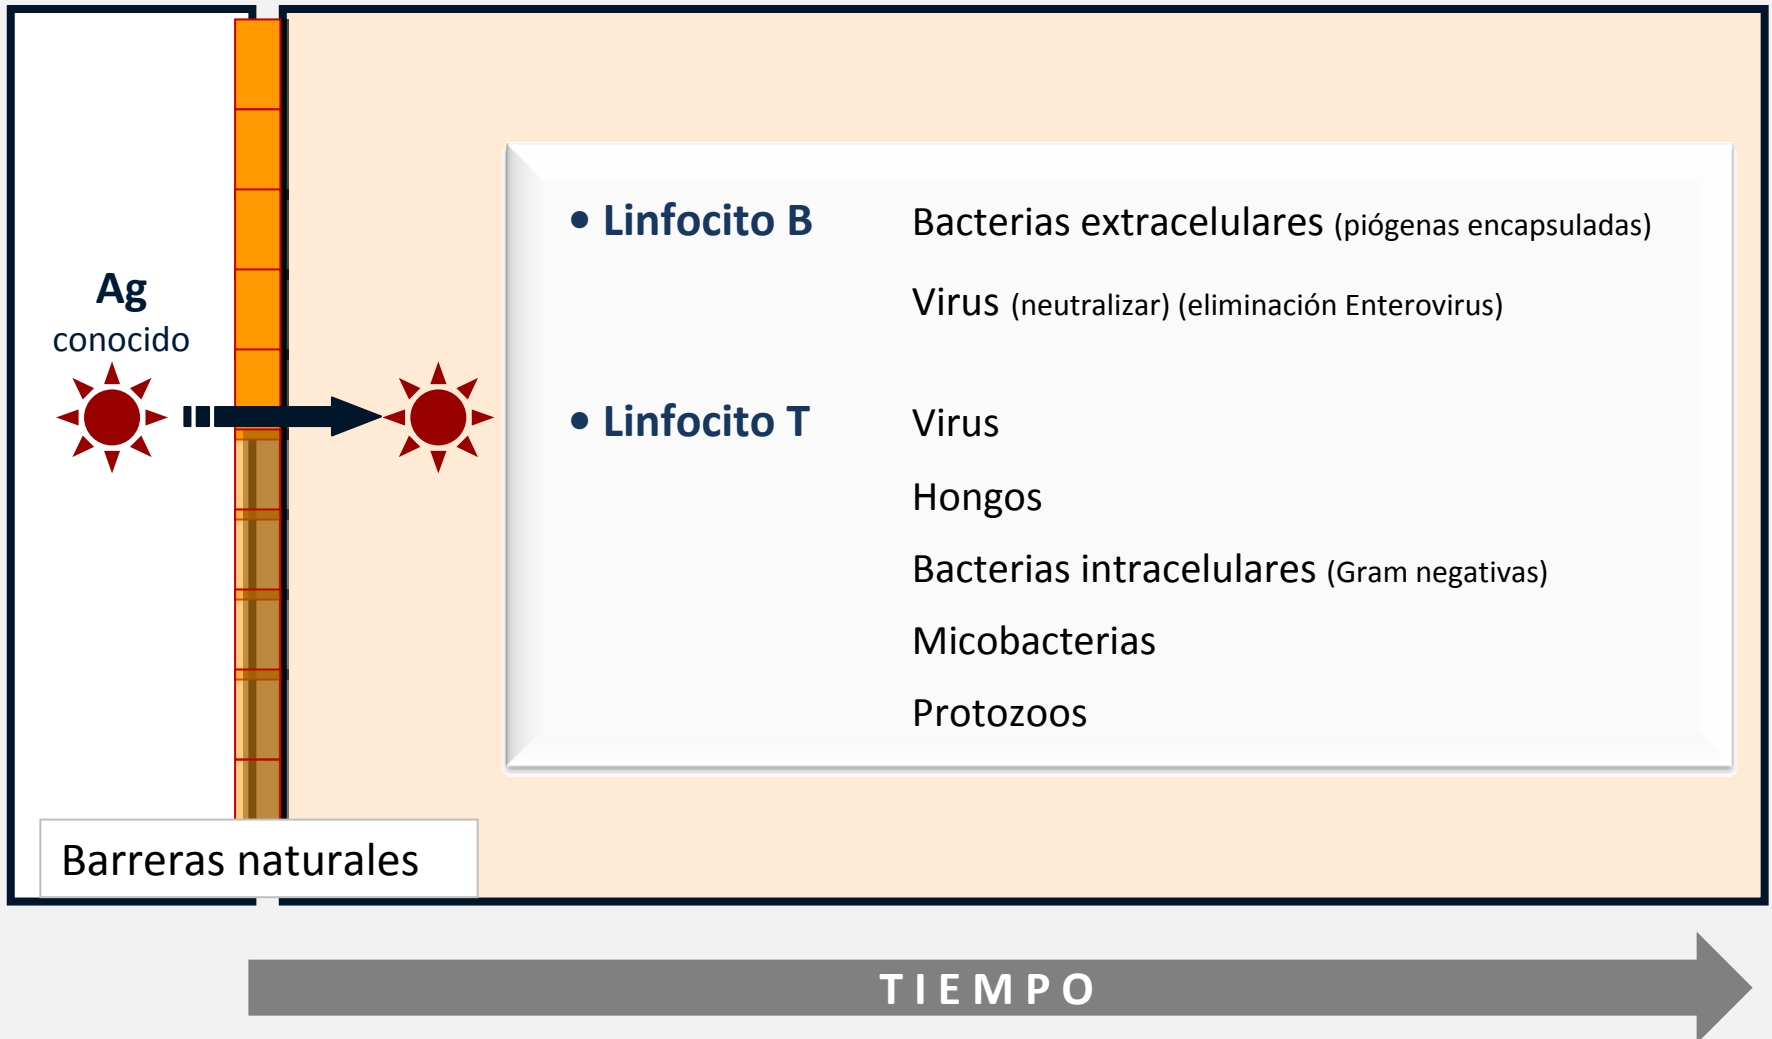 Ag
conocido
• Linfocito B Bacterias extracelulares (piógenas encapsuladas)
Virus (neutralizar) (eliminación Enterovirus)
• Linfocito T Virus
Hongos
Bacterias intracelulares (Gram negativas)
Micobacterias
Protozoos
Barreras naturales
TIEMPO